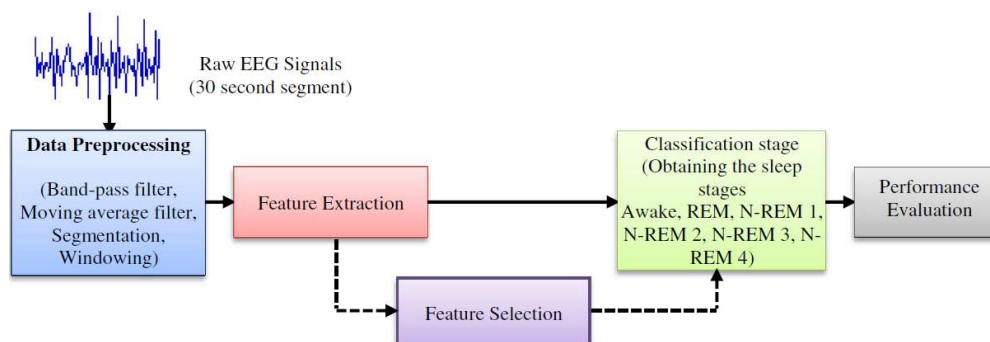 Raw EEG Signals
(30 second segment)
Data Preprocessing
(Band-pass filter,
Moving average filter,
Segmentation,
Windowing)
Feature Extraction
Classification stage
(Obtaining the sleep
stages
Awake, REM, N-REM 1,
N-REM 2, N-REM 3, N-
REM 4)
Performance
Evaluation
Feature Selection